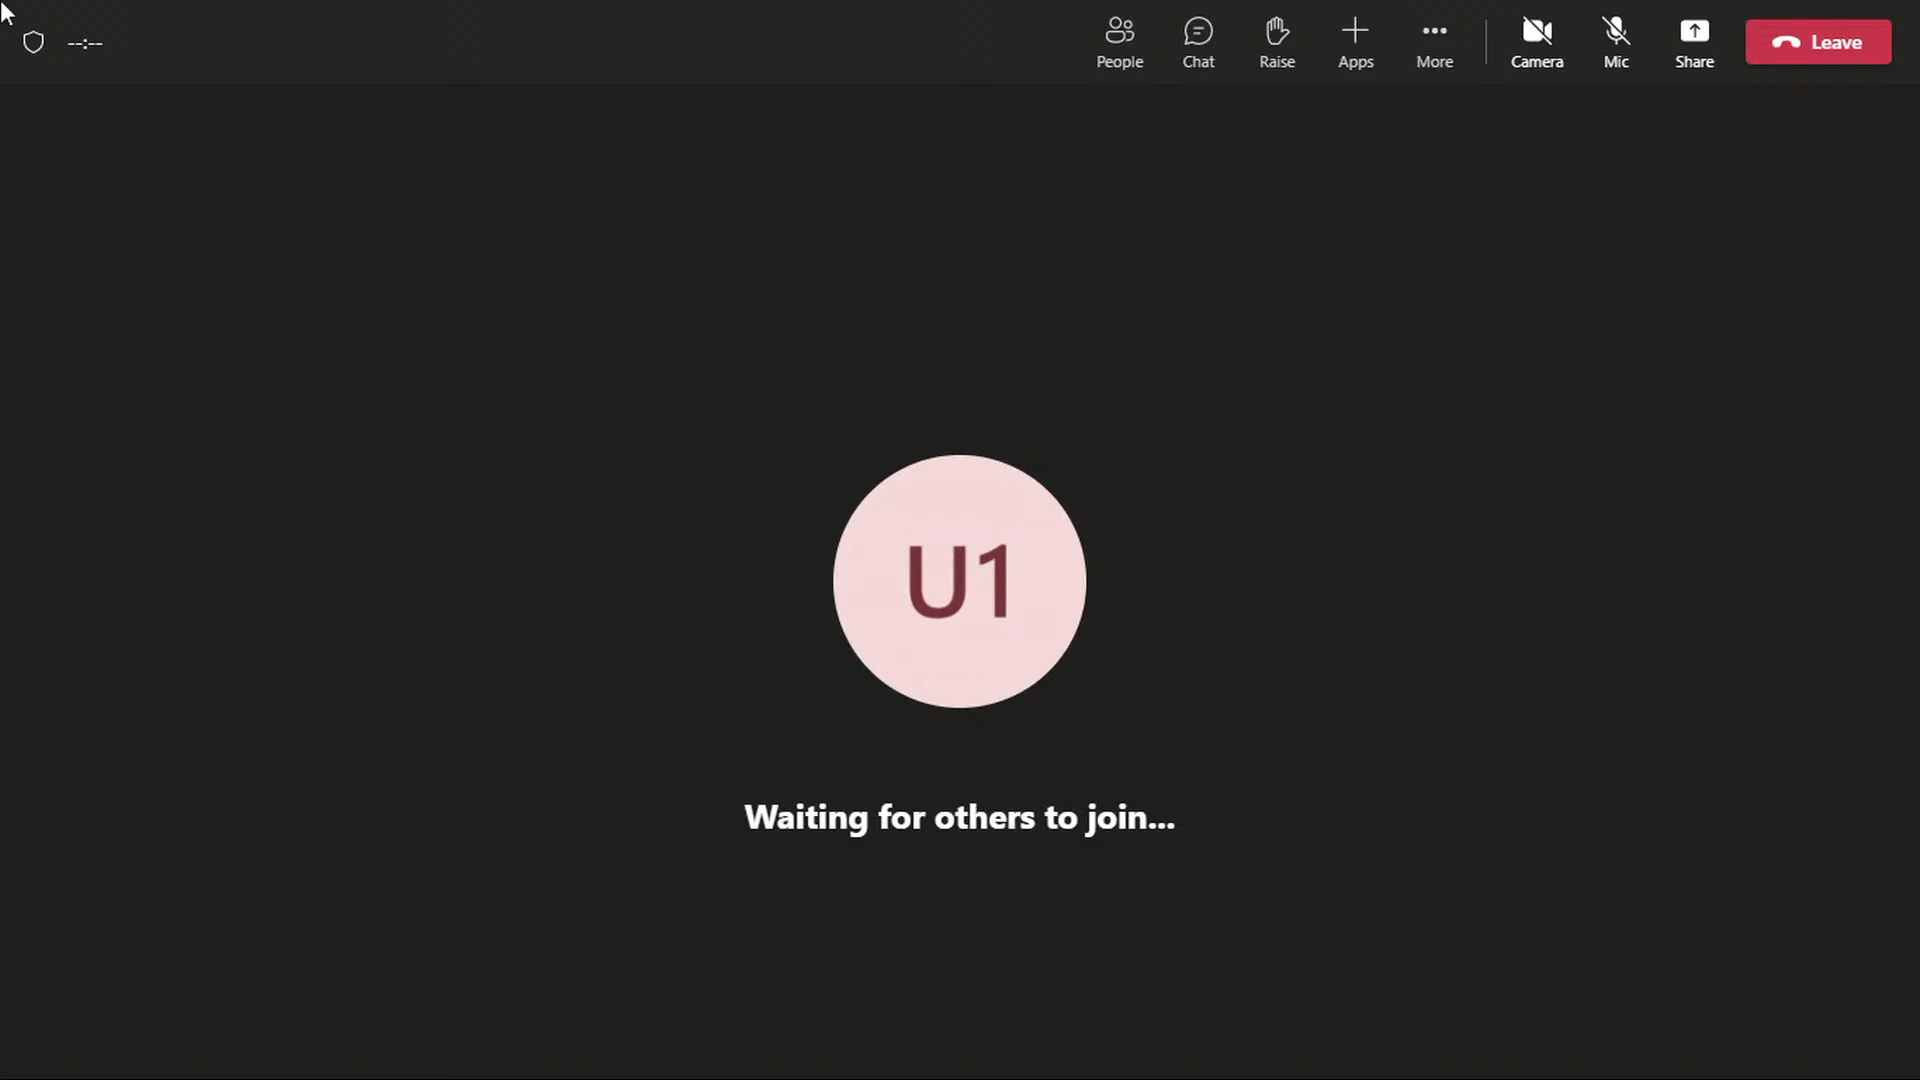 --:--
People
Chat
Raise
Apps
More
Camera
Mic
Share
Leave
U1
Waiting for others to join...